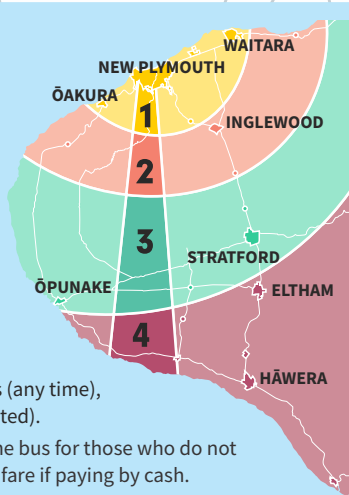 WAITARA
NEW PLYMOUTH
ŌAKURA
1
INGLEWOOD
2
3
STRATFORD
ŌPUNAKE
ELTHAM
4
HĀWERA
s (any time),
ted).
ne bus for those who do not
fare if paying by cash.